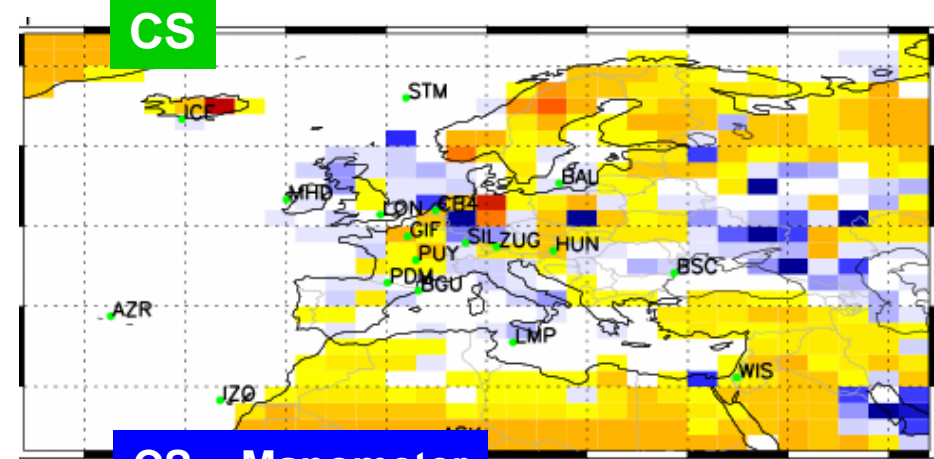 CS
STM
ICE
BAL
MHD
LON
CB4
GIF
SIL
ZUG
HUN
PUY
BSC
PDM
BGU
AZR
LMP
WIS
IZO